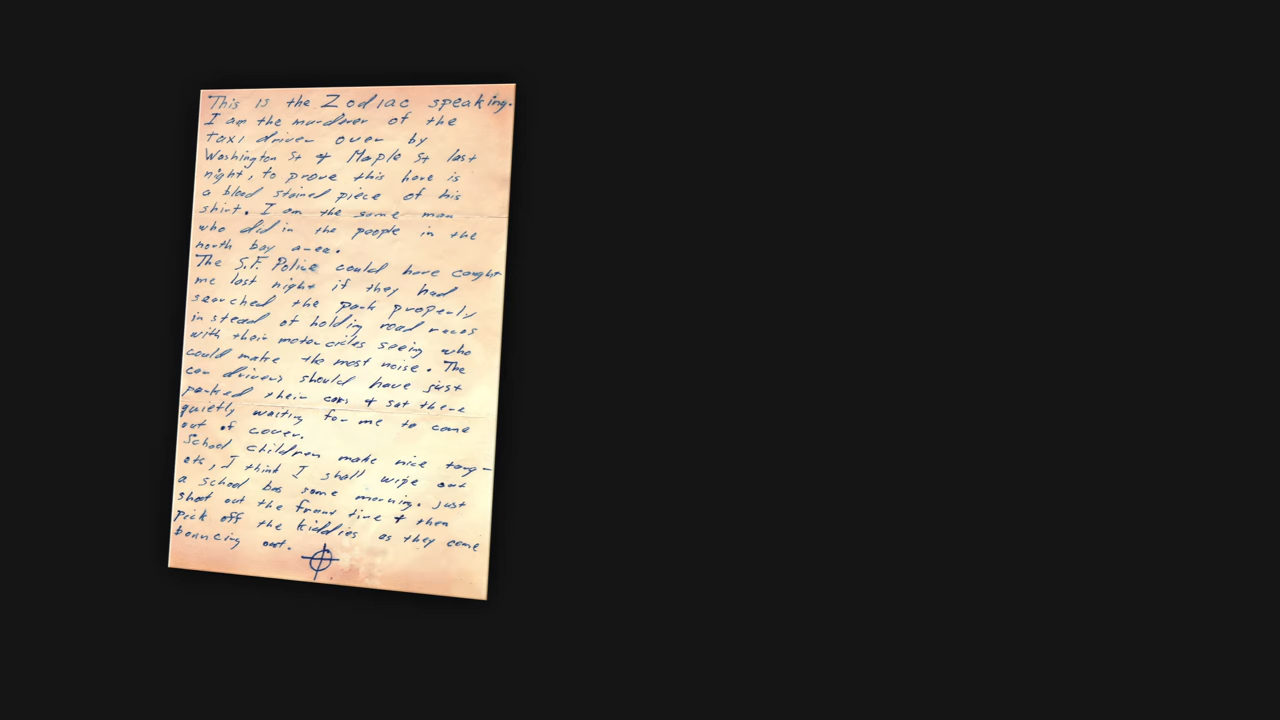 This is the Zodiac speaking.
I am the murderer of the
taxi driver over by
Washington St & Maple St last
night, to prove this here is
a blood stained piece of his
shirt. I am the same man
who did in the people in the
north bay area.
The S.F. Police could have caught
me last night if they had
searched the park properly
instead of holding road races
with their motorcicles seeing who
could make the most noise. The
car drivers should have just
parked their cars & sat there
quietly waiting for me to come
out of cover.
School children make nice targ-
ets, I think I shall wipe out
a school bus some morning. Just
shoot out the front tire & then
pick off the kiddies as they come
bouncing out.